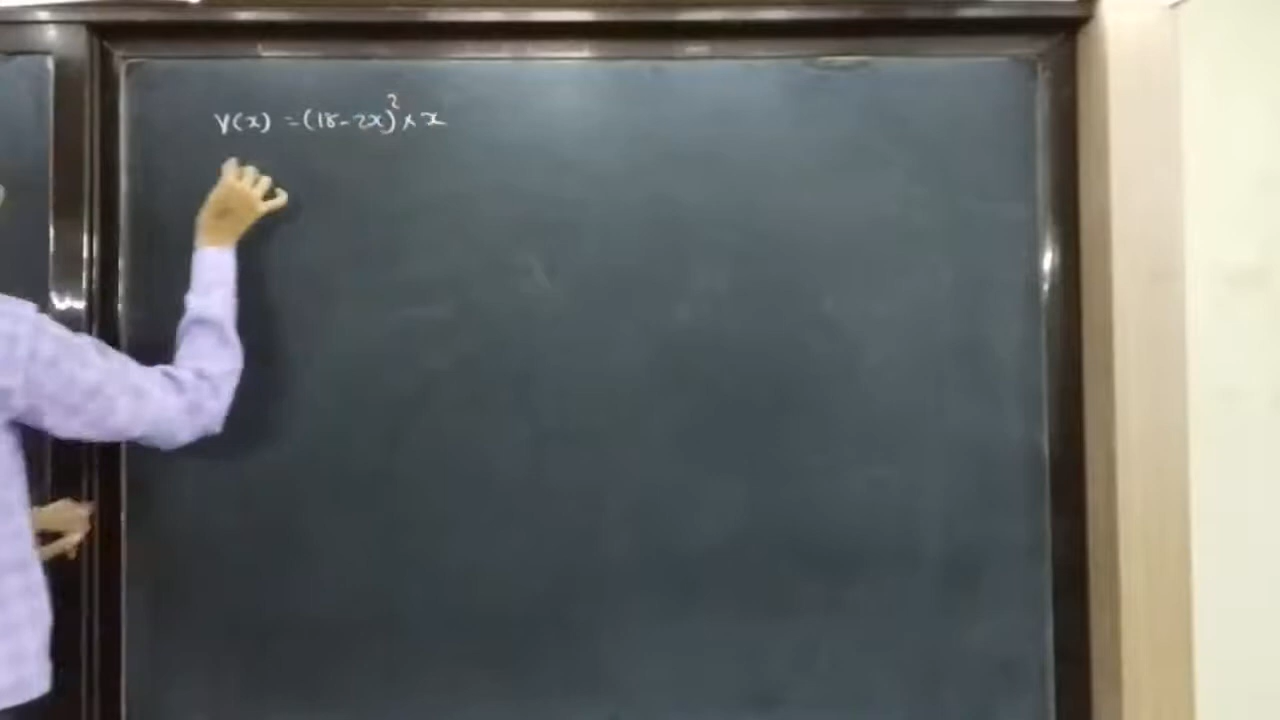 V(x) = (18-2x)² × x